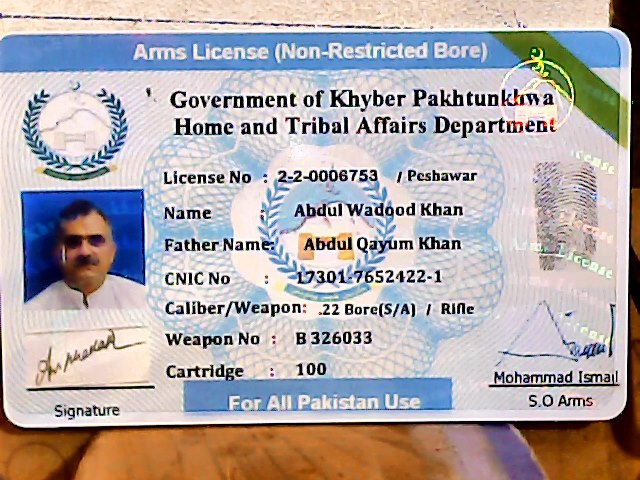 Arms License (Non-Restricted Bore)
Government of Khyber Pakhtunkhwa
Home and Tribal Affairs Department
License No : 2-2-0006753 / Peshawar
Name : Abdul Wadood Khan
Father Name: Abdul Qayum Khan
CNIC No : 17301-7652422-1
Caliber/Weapon: .22 Bore(S/A) / Rifle
Weapon No : B 326033
Cartridge : 100
Signature
Mohammad Ismail
S.O Arms
For All Pakistan Use